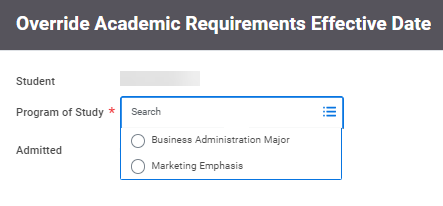 Override Academic Requirements Effective Date
Student
Program of Study * Search
Business Administration Major
Admitted
Marketing Emphasis